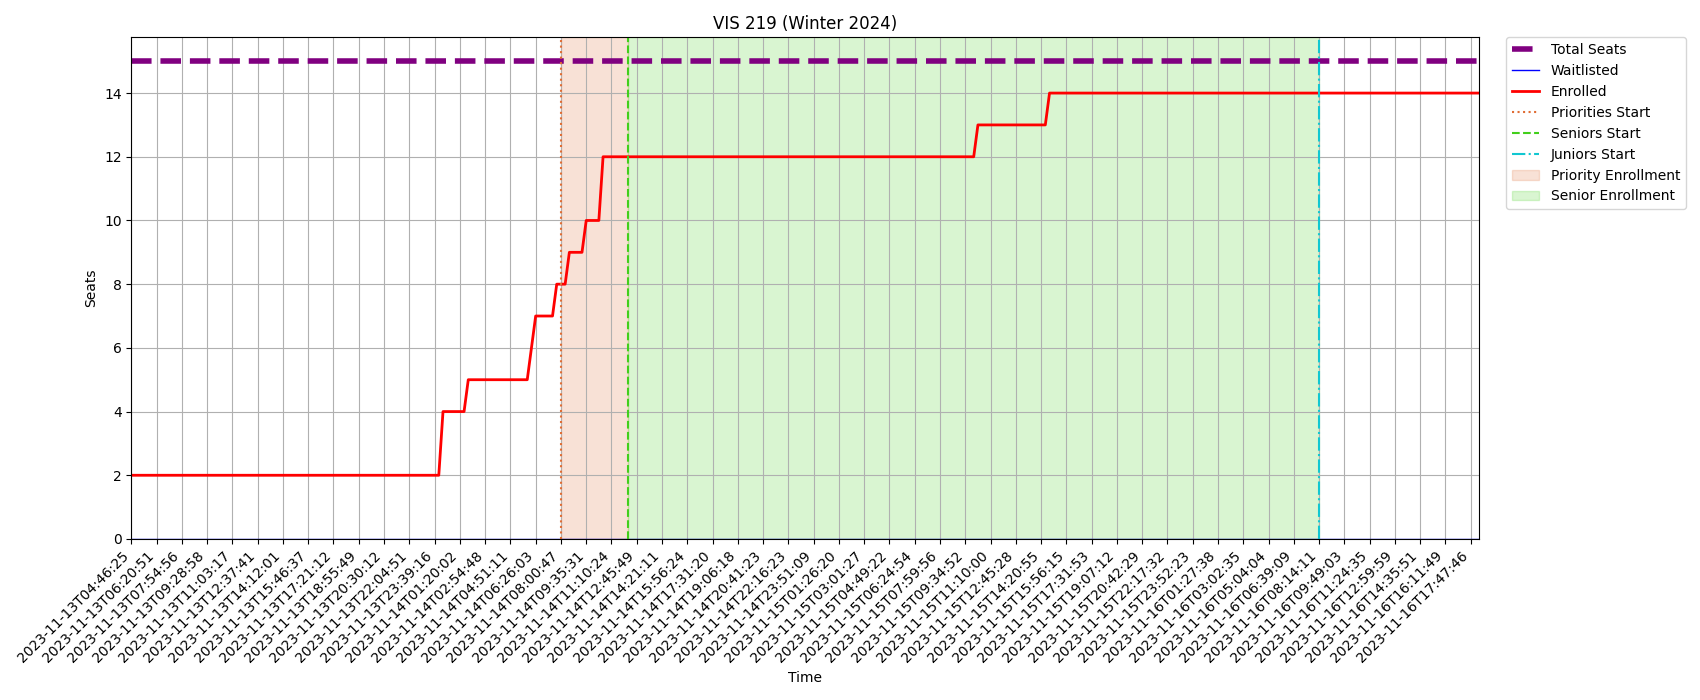 VIS 219 (Winter 2024)
Total Seats
Waitlisted
Enrolled
Priorities Start
Seniors Start
Juniors Start
Priority Enrollment
Senior Enrollment
Seats
14
12
10
8
6
4
2
0
2023-11-13T04:46:25
2023-11-13T06:20:51
2023-11-13T07:54:56
2023-11-13T09:28:58
2023-11-13T11:03:17
2023-11-13T12:37:41
2023-11-13T14:12:01
2023-11-13T15:46:37
2023-11-13T17:21:12
2023-11-13T18:55:49
2023-11-13T20:30:12
2023-11-13T22:04:51
2023-11-13T23:39:16
2023-11-14T01:20:02
2023-11-14T02:54:48
2023-11-14T04:51:11
2023-11-14T06:26:03
2023-11-14T08:00:47
2023-11-14T09:35:31
2023-11-14T11:10:24
2023-11-14T12:45:49
2023-11-14T14:21:11
2023-11-14T15:56:24
2023-11-14T17:31:20
2023-11-14T19:06:18
2023-11-14T20:41:23
2023-11-14T22:16:23
2023-11-14T23:51:09
2023-11-15T01:26:20
2023-11-15T03:01:27
2023-11-15T04:49:22
2023-11-15T06:24:54
2023-11-15T07:59:56
2023-11-15T09:34:52
2023-11-15T11:10:00
2023-11-15T12:45:28
2023-11-15T14:20:55
2023-11-15T15:56:15
2023-11-15T17:31:53
2023-11-15T19:07:12
2023-11-15T20:42:29
2023-11-15T22:17:32
2023-11-15T23:52:23
2023-11-16T01:27:38
2023-11-16T03:02:35
2023-11-16T05:04:04
2023-11-16T06:39:09
2023-11-16T08:14:11
2023-11-16T09:49:03
2023-11-16T11:24:35
2023-11-16T12:59:59
2023-11-16T14:35:51
2023-11-16T16:11:49
2023-11-16T17:47:46
Time